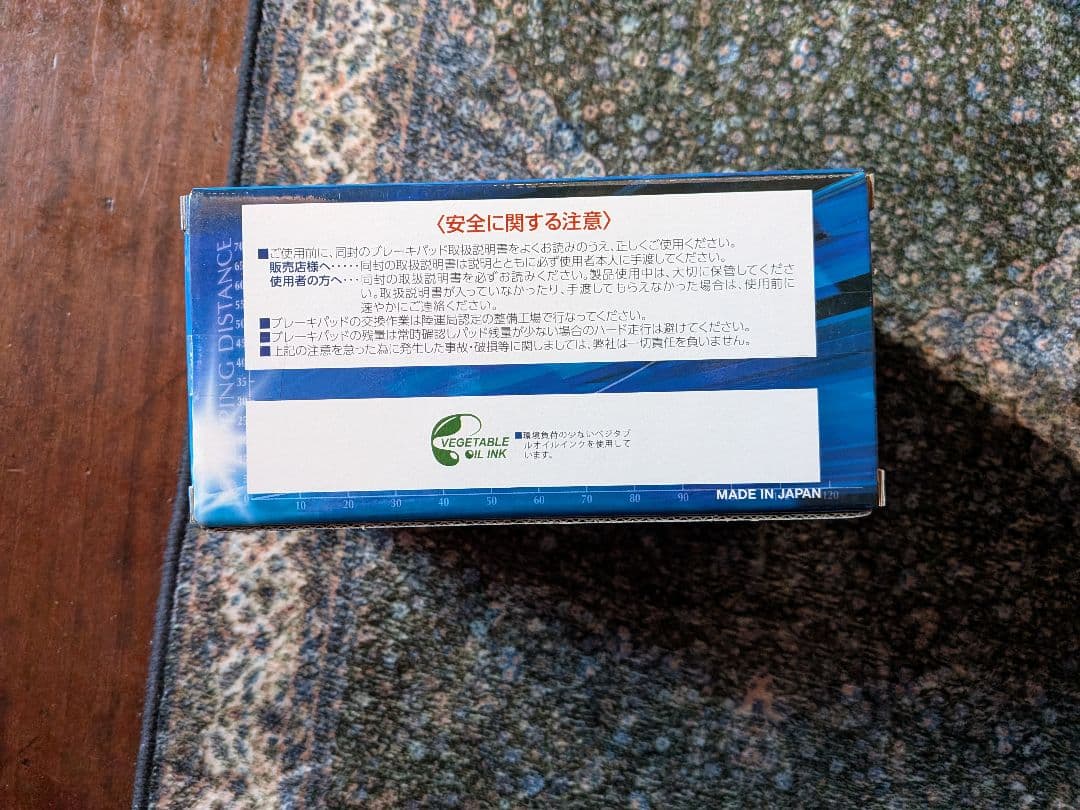 〈安全に関する注意〉
■ご使用前に、同封のブレーキパッド取扱説明書をよくお読みのうえ、正しくご使用ください。
販売店様へ・・・・・同封の取扱説明書は説明とともに必ず使用者本人に手渡してください。
使用者の方へ・・・同封の取扱説明書を必ずお読みください。製品使用中は、大切に保管してくださ
い。取扱説明書が入っていなかったり、手渡してもらえなかった場合は、使用前に
速やかにご連絡ください。
■ブレーキパッドの交換作業は陸運局認定の整備工場で行なってください。
■ブレーキパッドの残量は常時確認しパッド残量が少ない場合のハード走行は避けてください。
■上記の注意を怠った為に発生した事故・破損等に関しましては、弊社は一切責任を負いません。
VEGETABLE
OIL INK
■環境負荷の少ないベジタブ
ルオイルインクを使用して
います。
MADE IN JAPAN
PING DISTANCE
10 20 30 40 50 60 70 80 90 120